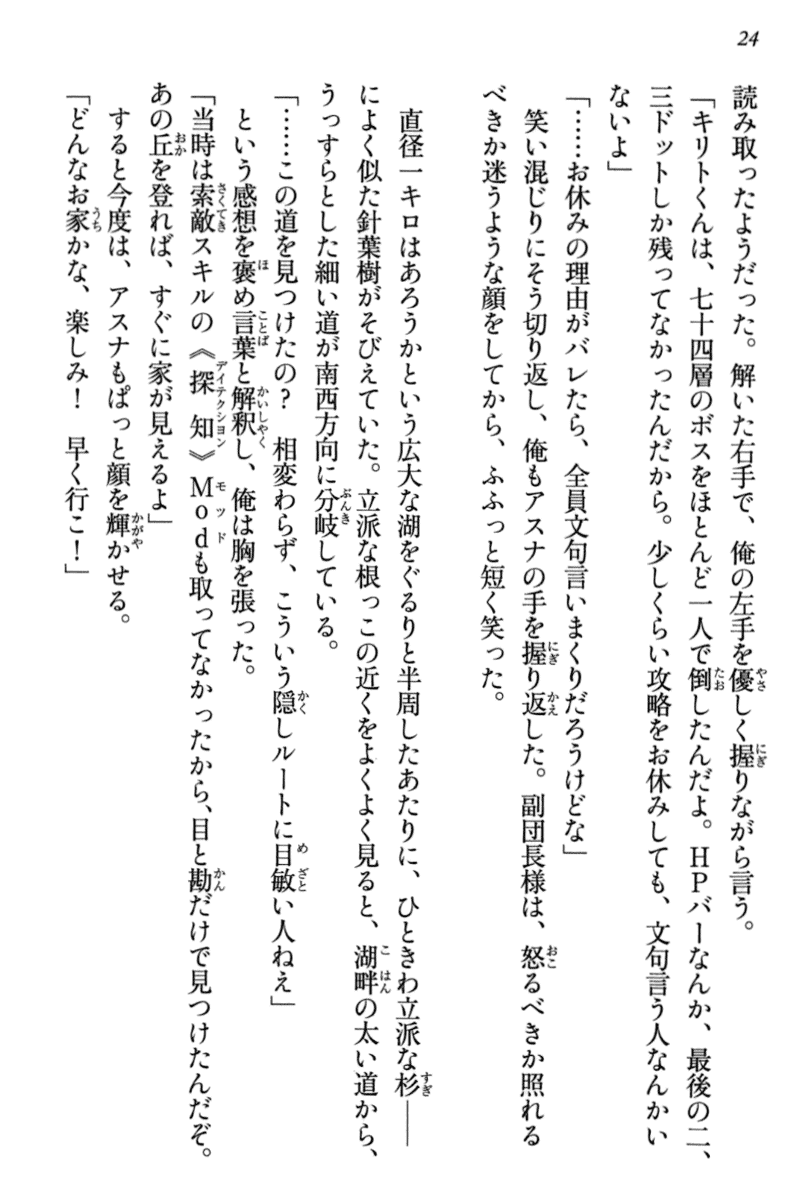 24
読み取ったようだった。解いた右手で、俺の左手を優しく握りながら言う。
「キリトくんは、七十四層のボスをほとんど一人で倒したんだよ。HPバーなんか、最後の二、
三ドットしか残ってなかったんだから。少しくらい攻略をお休みしても、文句言う人なんかい
ないよ」
「……お休みの理由がバレたら、全員文句言いまくりだろうけどな」
笑い混じりにそう切り返し、俺もアスナの手を握り返した。副団長様は、怒るべきか照れる
べきか迷うような顔をしてから、ふふっと短く笑った。
直径一キロはあろうかという広大な湖をぐるりと半周したあたりに、ひときわ立派な杉――
によく似た針葉樹がそびえていた。立派な根っこの近くをよくよく見ると、湖畔の太い道から、
うっすらとした細い道が南西方向に分岐している。
「……この道を見つけたの? 相変わらず、こういう隠しルートに目敏い人ねえ」
という感想を褒め言葉と解釈し、俺は胸を張った。
「当時は索敵スキルの《探知》Modも取ってなかったから、目と勘だけで見つけたんだぞ。
あの丘を登れば、すぐに家が見えるよ」
すると今度は、アスナもぱっと顔を輝かせる。
「どんなお家かな、楽しみ! 早く行こ!」